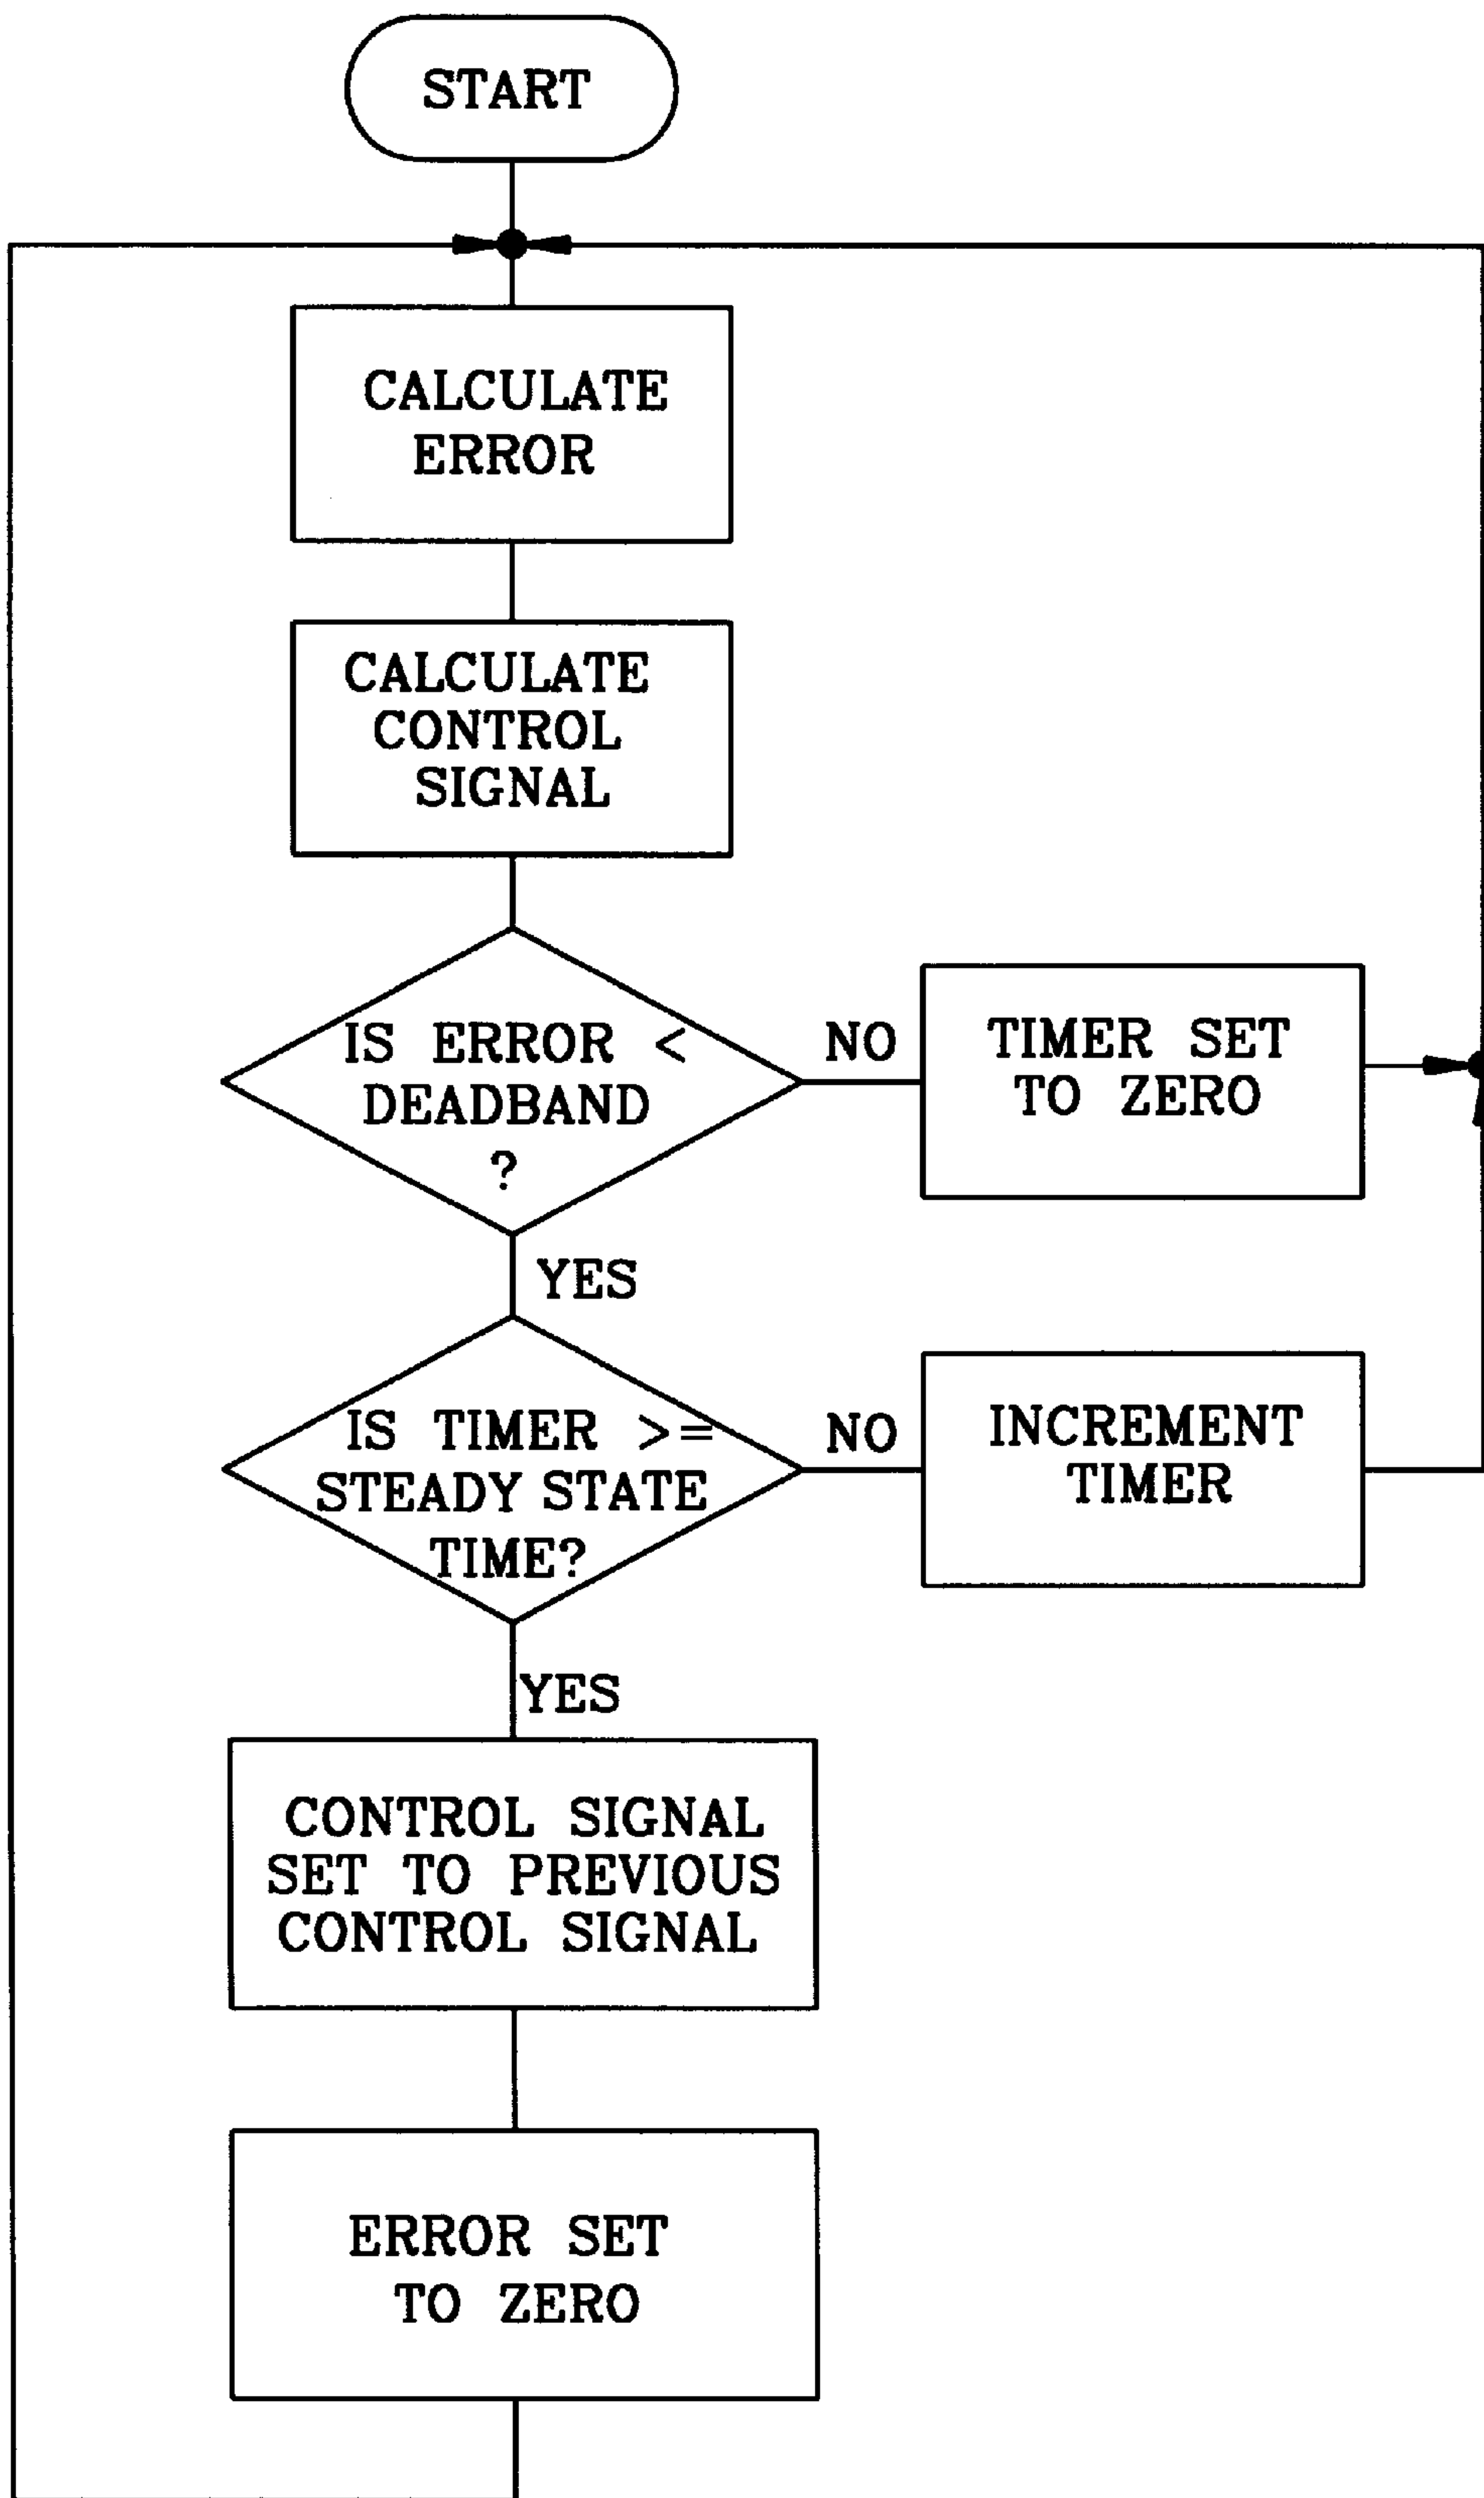 START
CALCULATE
ERROR
CALCULATE
CONTROL
SIGNAL
IS ERROR <
DEADBAND
?
NO
TIMER SET
TO ZERO
YES
IS TIMER >=
STEADY STATE
TIME?
NO
INCREMENT
TIMER
YES
CONTROL SIGNAL
SET TO PREVIOUS
CONTROL SIGNAL
ERROR SET
TO ZERO